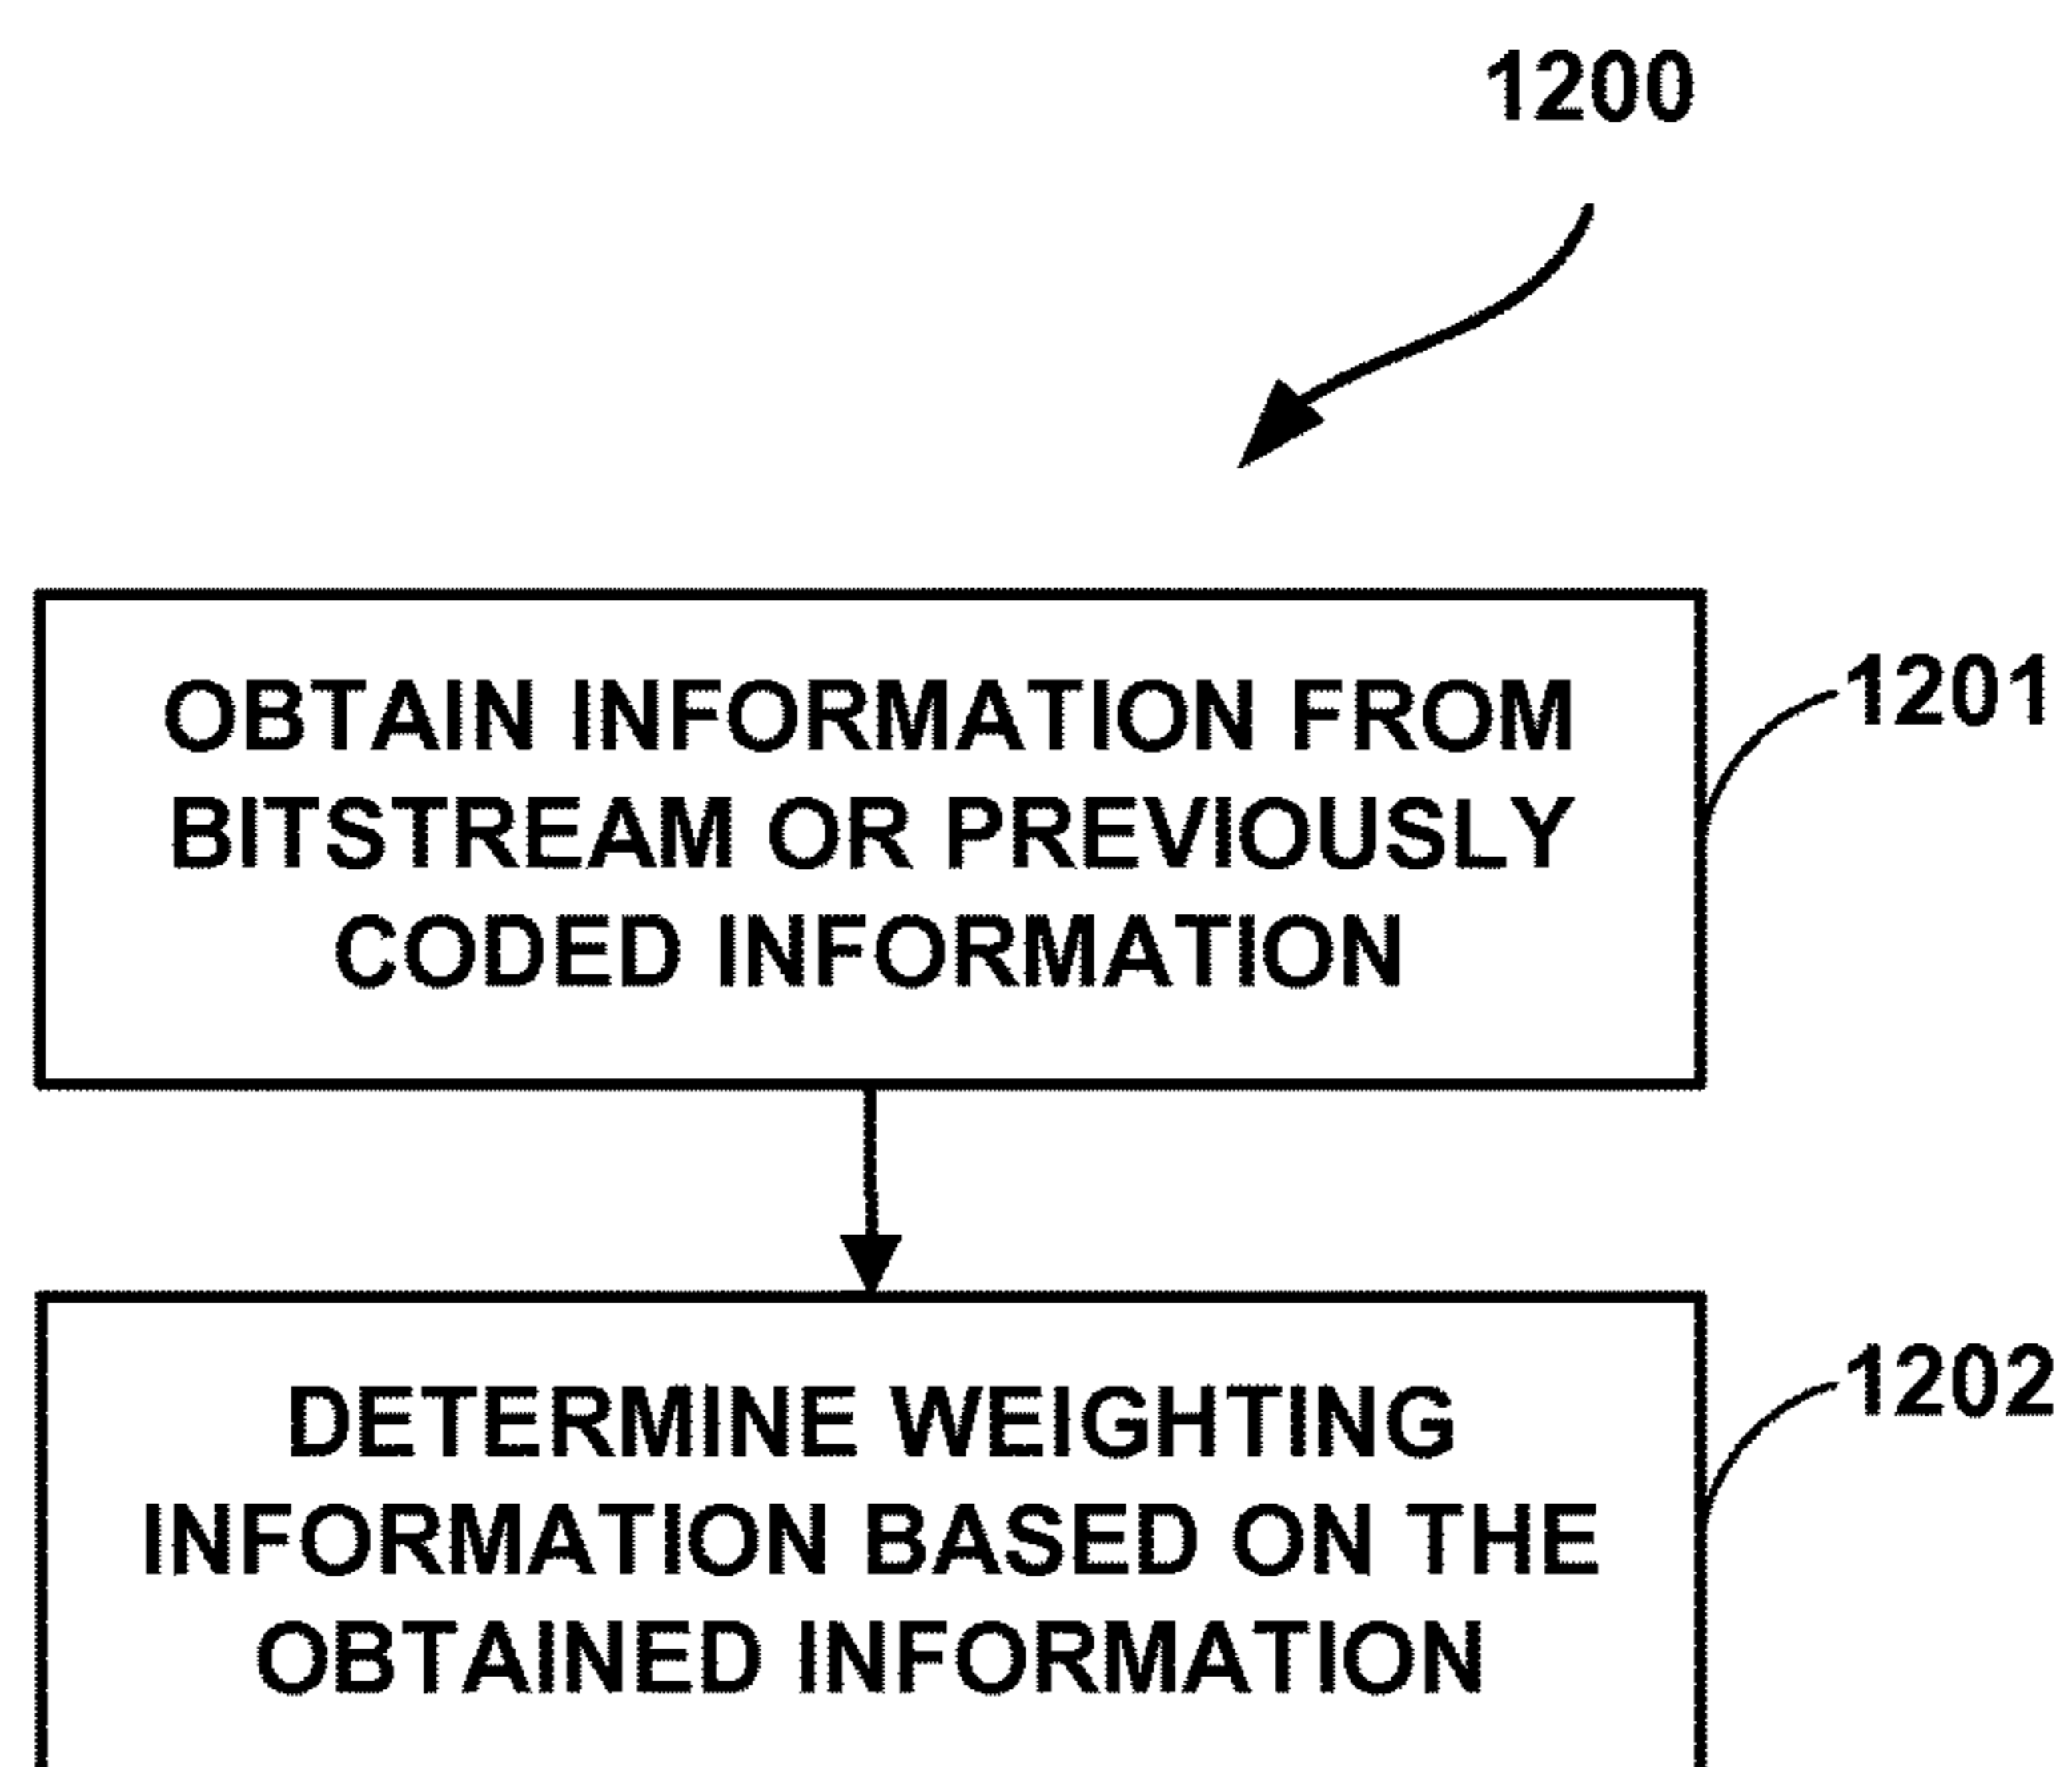 1200
OBTAIN INFORMATION FROM
BITSTREAM OR PREVIOUSLY
CODED INFORMATION
1201
DETERMINE WEIGHTING
INFORMATION BASED ON THE
OBTAINED INFORMATION
1202